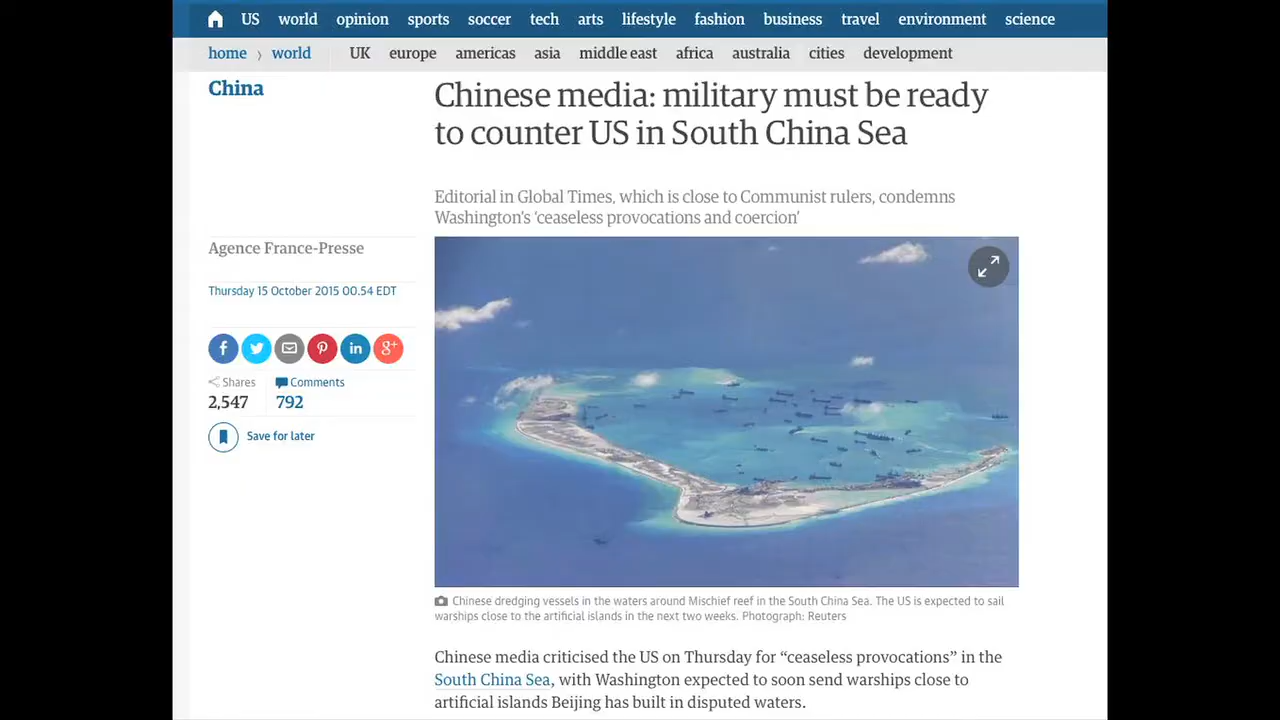 US world opinion sports soccer tech arts lifestyle fashion business travel environment science
home › world UK europe americas asia middle east africa australia cities development
China
Chinese media: military must be ready
to counter US in South China Sea
Editorial in Global Times, which is close to Communist rulers, condemns
Washington's ‘ceaseless provocations and coercion’
Agence France-Presse
Thursday 15 October 2015 00.54 EDT
f in g+
Shares Comments
2,547 792
Save for later
Chinese dredging vessels in the waters around Mischief reef in the South China Sea. The US is expected to sail
warships close to the artificial islands in the next two weeks. Photograph: Reuters
Chinese media criticised the US on Thursday for “ceaseless provocations” in the
South China Sea, with Washington expected to soon send warships close to
artificial islands Beijing has built in disputed waters.